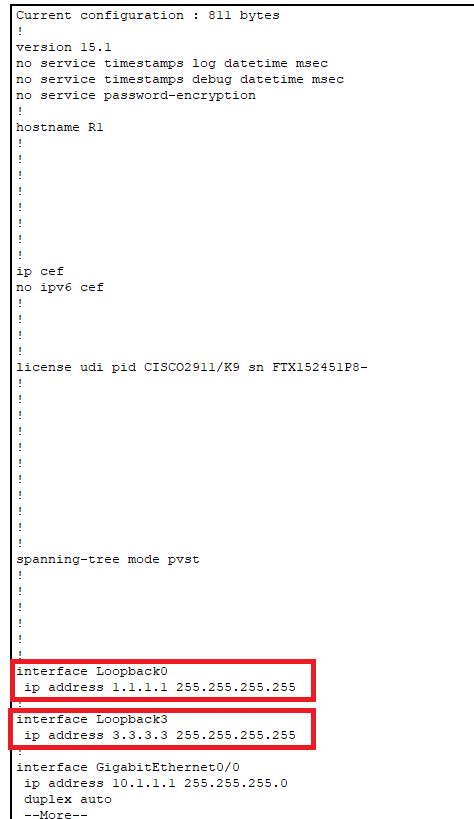 Current configuration : 811 bytes
!
version 15.1
no service timestamps log datetime msec
no service timestamps debug datetime msec
no service password-encryption
!
hostname R1
!
!
!
!
!
!
!
!
ip cef
no ipv6 cef
!
!
!
!
license udi pid CISCO2911/K9 sn FTX152451P8-
!
!
!
!
!
!
!
!
!
!
!
spanning-tree mode pvst
!
!
!
!
!
!
interface Loopback0
 ip address 1.1.1.1 255.255.255.255
!
interface Loopback3
 ip address 3.3.3.3 255.255.255.255
!
interface GigabitEthernet0/0
 ip address 10.1.1.1 255.255.255.0
 duplex auto
 --More--